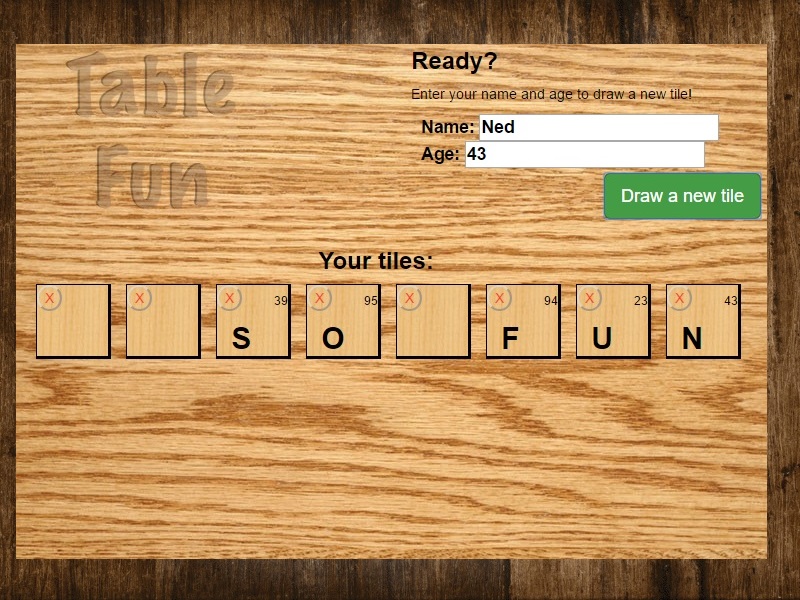 Table
Fun
Ready?
Enter your name and age to draw a new tile!
Name: Ned
Age: 43
Draw a new tile
Your tiles:
X X X 39 X 95 X X 94 X 23 X 43
S O F U N